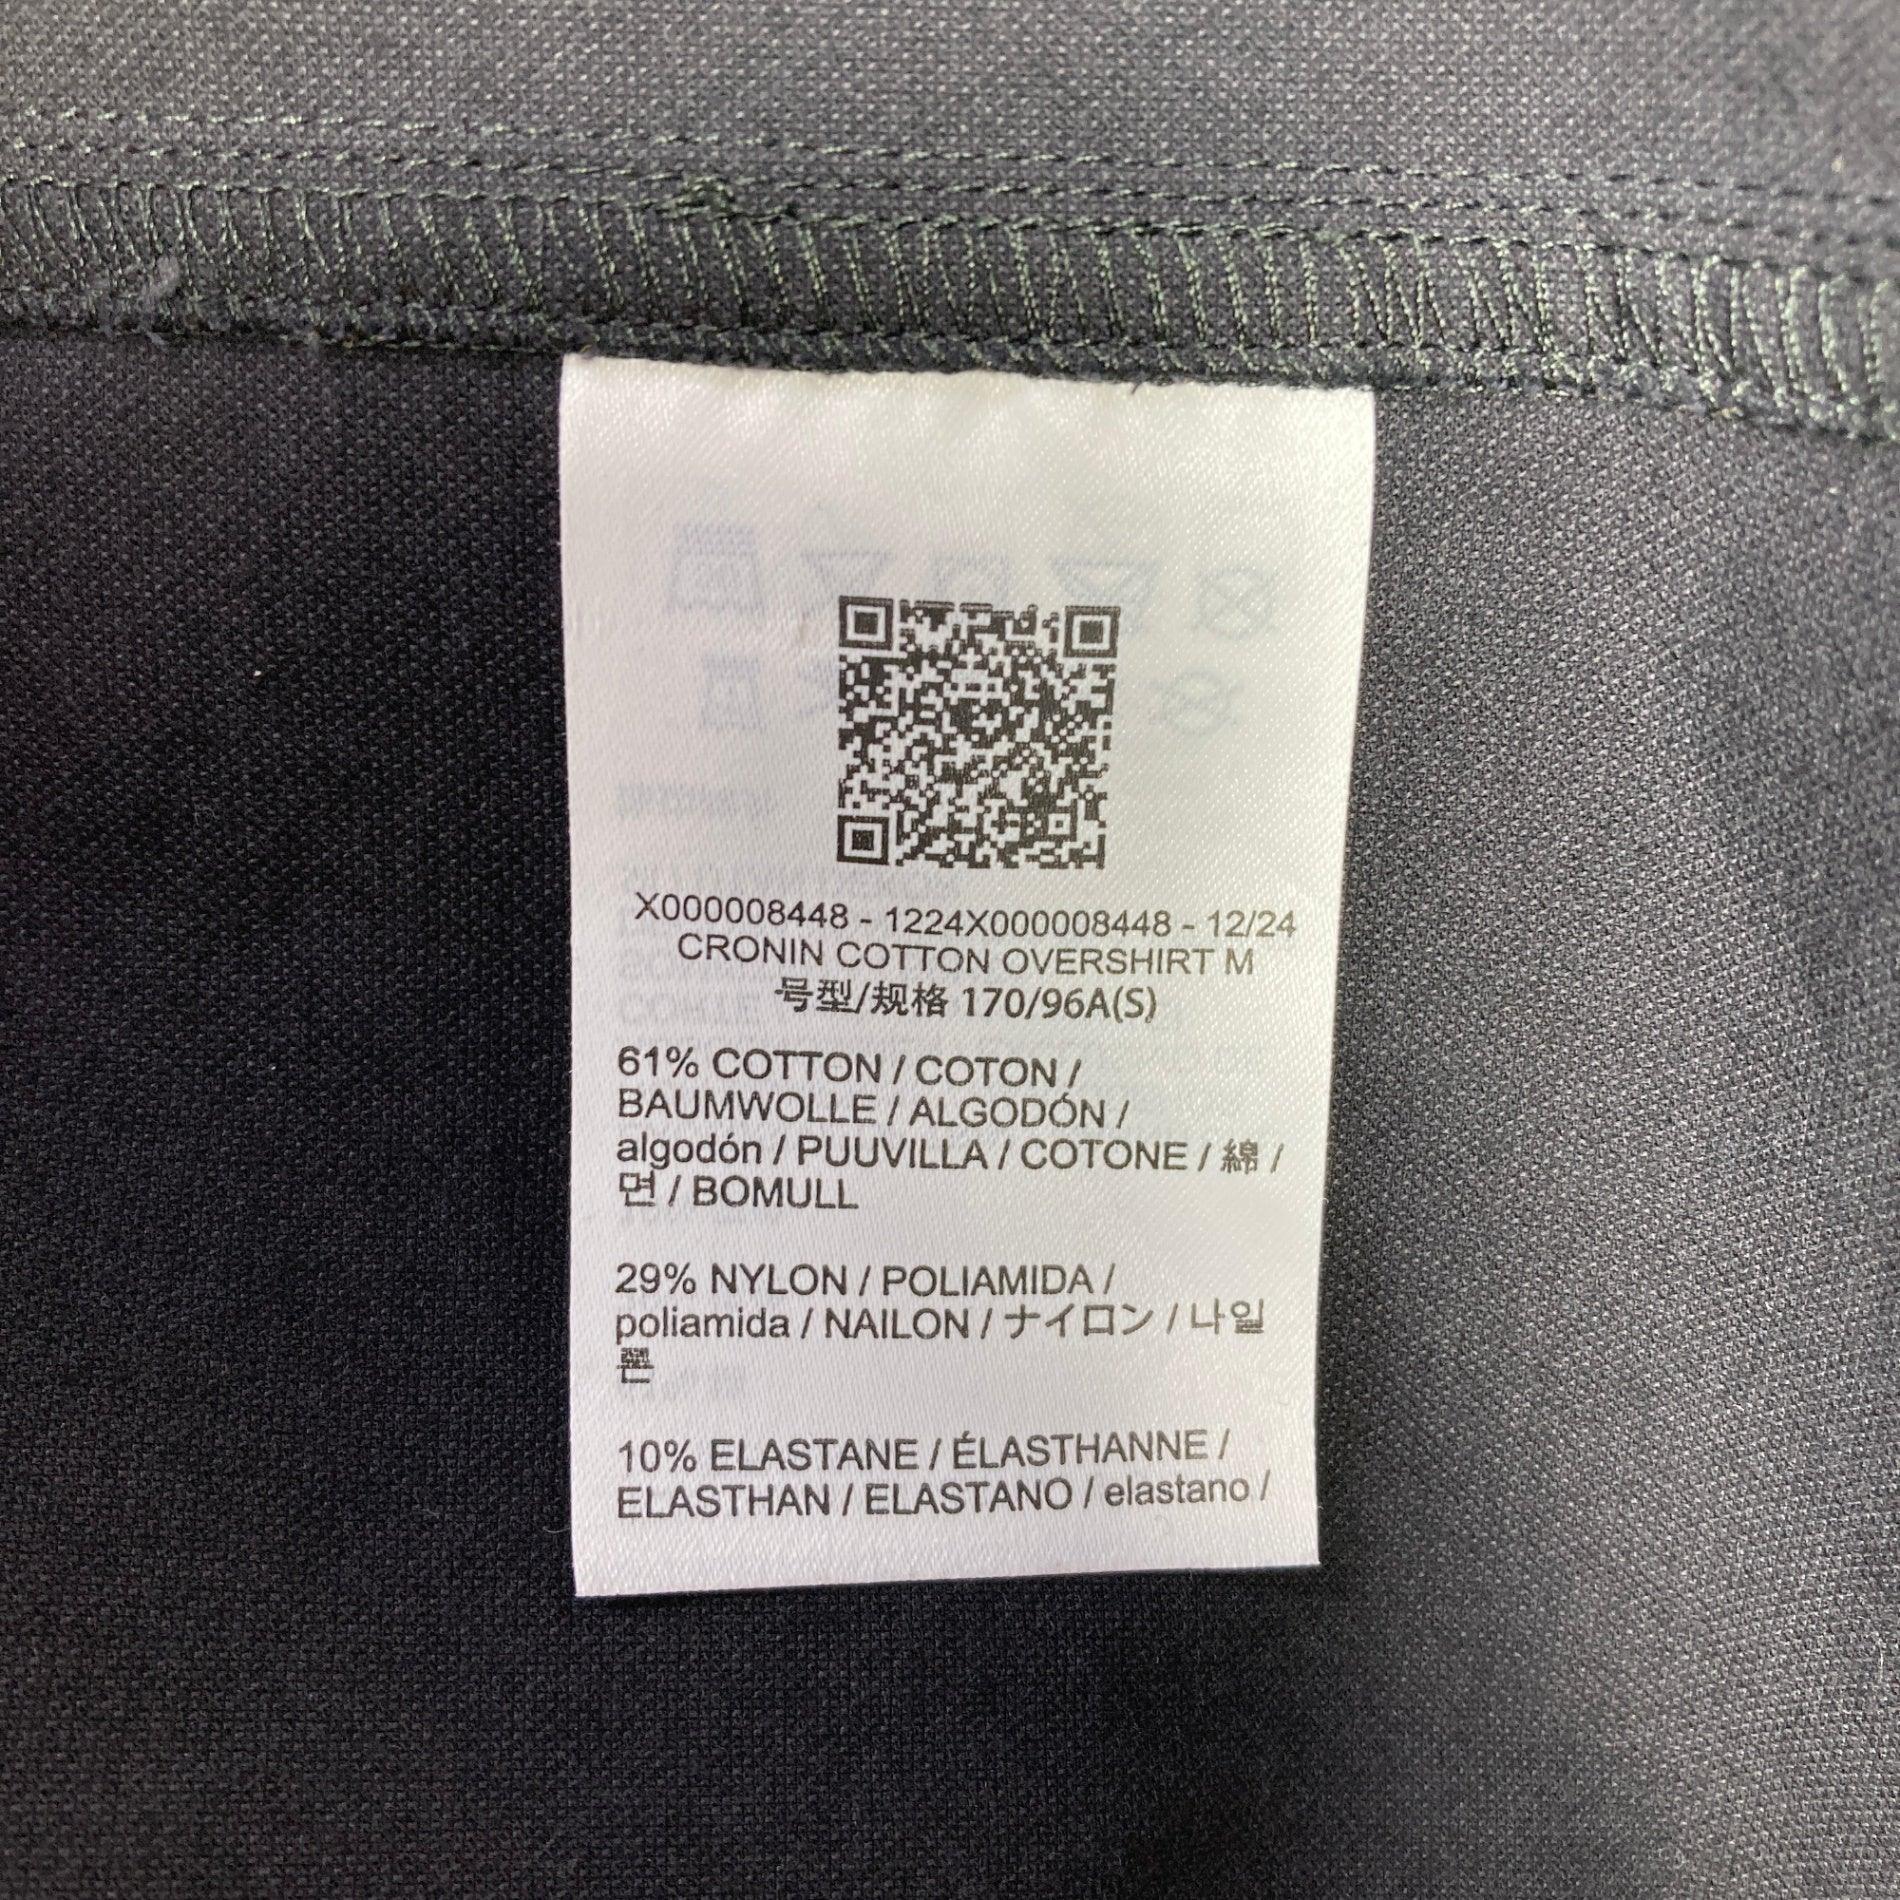 X000008448 - 1224X000008448 - 12/24
CRONIN COTTON OVERSHIRT M
号型/规格 170/96A(S)
61% COTTON / COTON /
BAUMWOLLE / ALGODÓN /
algodón / PUUVILLA / COTONE / 綿 /
면 / BOMULL
29% NYLON / POLIAMIDA /
poliamida / NAILON / ナイロン / 나일
론
10% ELASTANE / ÉLASTHANNE /
ELASTHAN / ELASTANO / elastano /